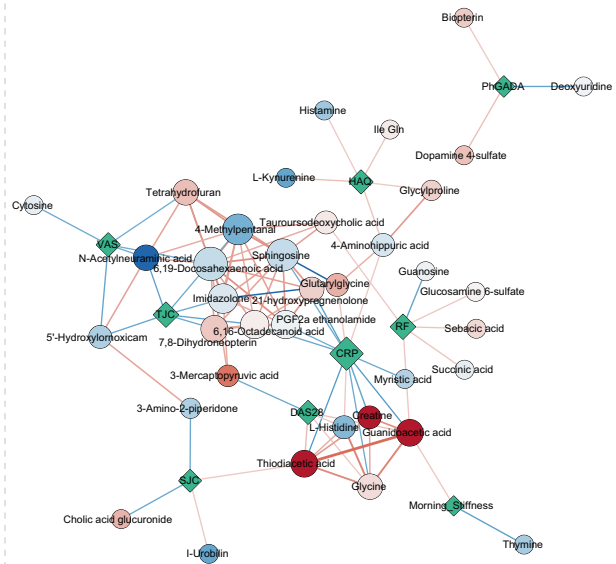 Biopterin
PhGADA
Deoxyuridine
Histamine
Ile Gln
Dopamine 4-sulfate
L-Kynurenine
HAQ
Glycylproline
Tetrahydrofuran
Cytosine
Tauroursodeoxycholic acid
4-Methylpentanal
VAS
4-Aminohippuric acid
N-Acetylneuraminic acid
Sphingosine
6,19-Docosahexaenoic acid
Guanosine
Glutarylglycine
Glucosamine 6-sulfate
Imidazolone
21-hydroxypregnenolone
TJC
PGF2a ethanolamide
RF
Sebacic acid
5'-Hydroxylornoxicam
6,16-Octadecanoid acid
7,8-Dihydroneopterin
CRP
Succinic acid
3-Mercaptopyruvic acid
Myristic acid
3-Amino-2-piperidone
DAS28
Creatine
L-Histidine
Guanidoacetic acid
Thiodiacetic acid
SJC
Glycine
Morning_Stiffness
Cholic acid glucuronide
Thymine
I-Urobilin